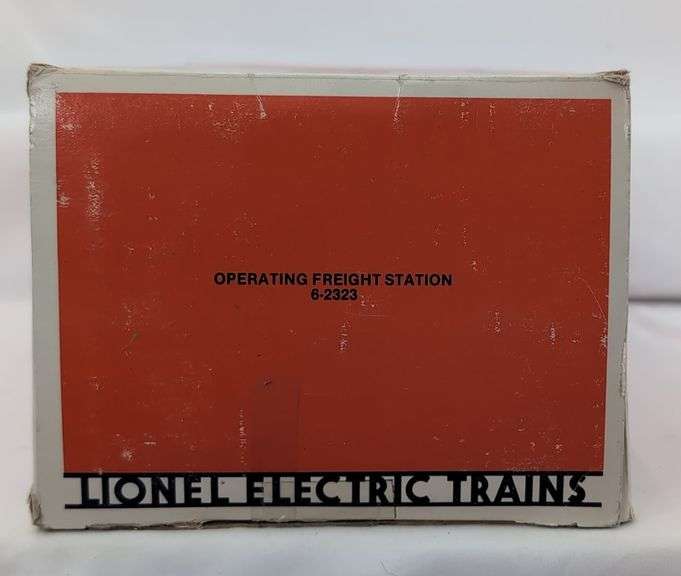 OPERATING FREIGHT STATION
6-2323
LIONEL ELECTRIC TRAINS